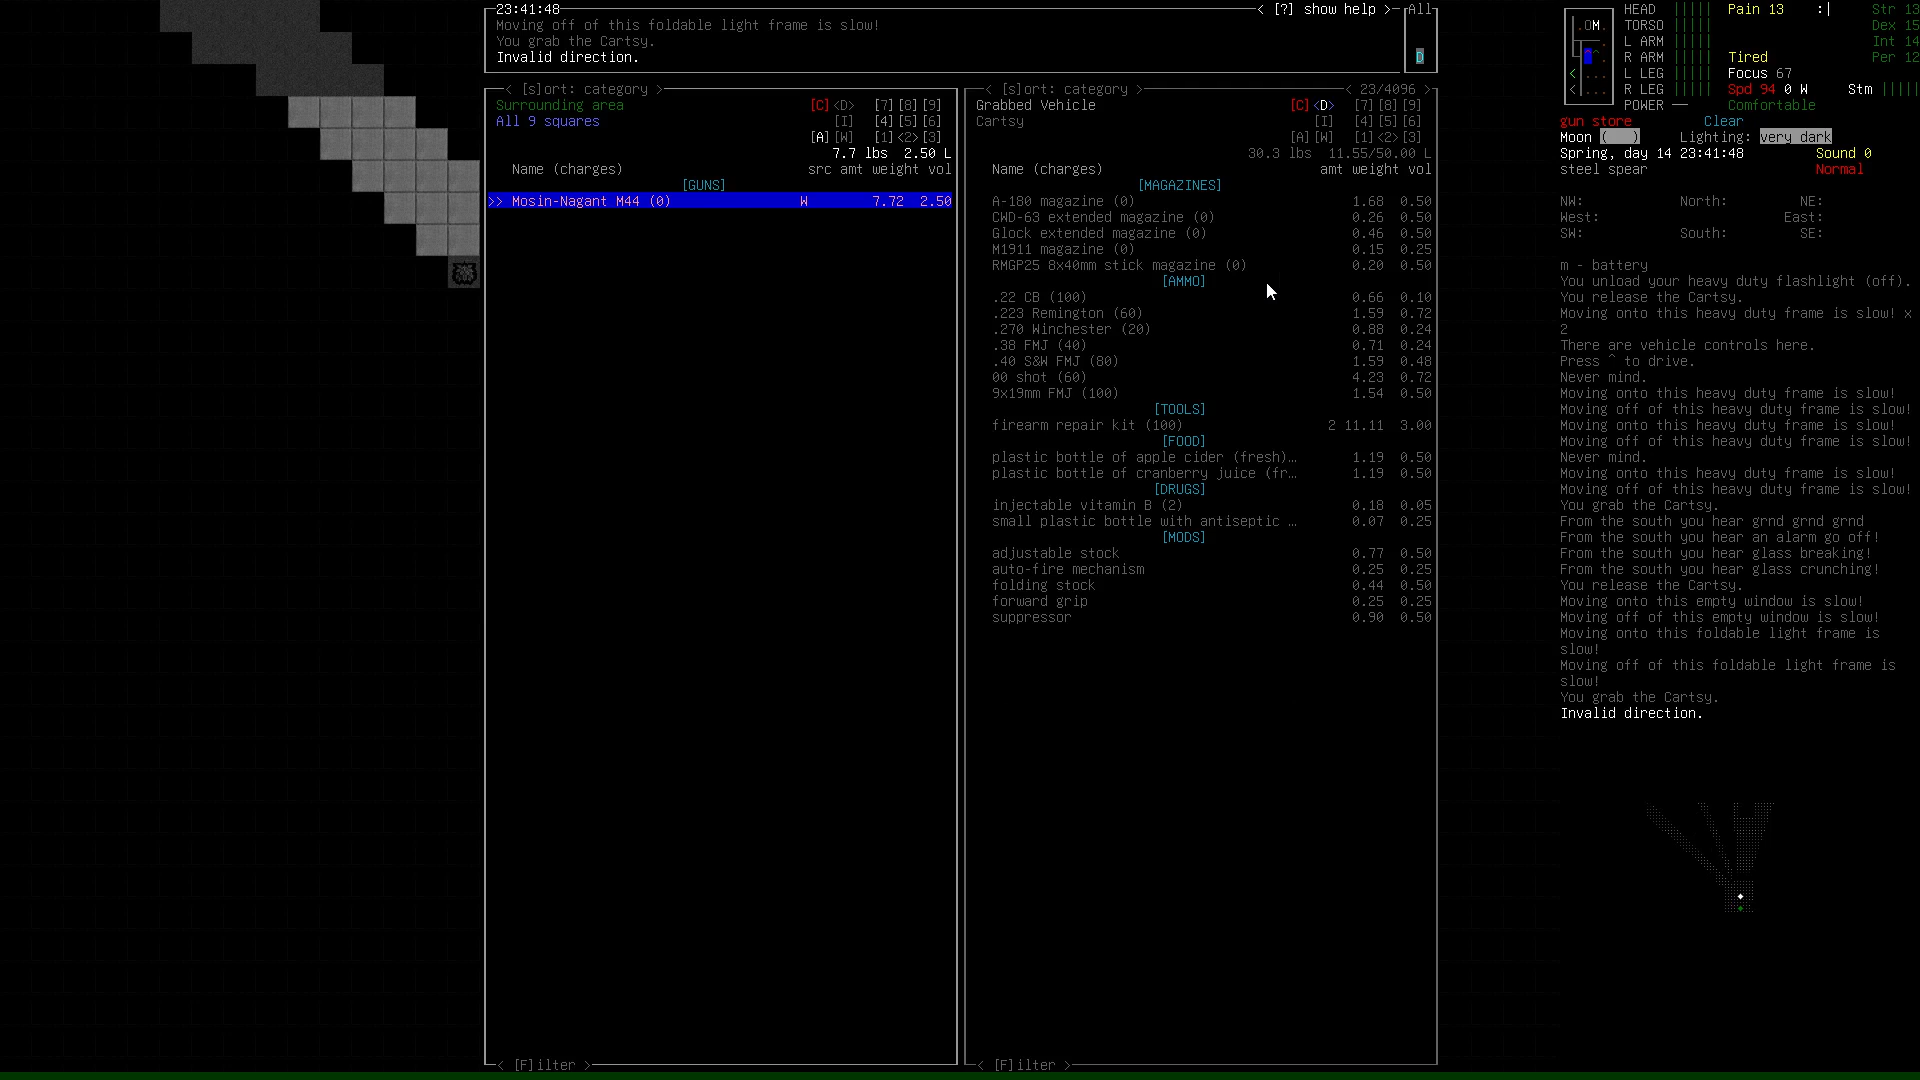 23:41:48 < [?] show help > All
Moving off of this foldable light frame is slow!
You grab the Cartsy.
Invalid direction. D
< [s]ort: category >
Surrounding area [C]<D> [7][8][9]
All 9 squares [I] [4][5][6]
[A][W] [1]<2>[3]
7.7 lbs 2.50 L
Name (charges) src amt weight vol
[GUNS]
>> Mosin-Nagant M44 (0) W 7.72 2.50
< [F]ilter >
< [s]ort: category > < 23/4096 >
Grabbed Vehicle [C]<D> [7][8][9]
Cartsy [I] [4][5][6]
[A][W] [1]<2>[3]
30.3 lbs 11.55/50.00 L
Name (charges) amt weight vol
[MAGAZINES]
A-180 magazine (0) 1.68 0.50
CWD-63 extended magazine (0) 0.26 0.50
Glock extended magazine (0) 0.46 0.50
M1911 magazine (0) 0.15 0.25
RMGP25 8x40mm stick magazine (0) 0.20 0.50
[AMMO]
.22 CB (100) 0.66 0.10
.223 Remington (60) 1.59 0.72
.270 Winchester (20) 0.88 0.24
.38 FMJ (40) 0.71 0.24
.40 S&W FMJ (80) 1.59 0.48
00 shot (60) 4.23 0.72
9x19mm FMJ (100) 1.54 0.50
[TOOLS]
firearm repair kit (100) 2 11.11 3.00
[FOOD]
plastic bottle of apple cider (fresh)… 1.19 0.50
plastic bottle of cranberry juice (fr… 1.19 0.50
[DRUGS]
injectable vitamin B (2) 0.18 0.05
small plastic bottle with antiseptic … 0.07 0.25
[MODS]
adjustable stock 0.77 0.50
auto-fire mechanism 0.25 0.25
folding stock 0.44 0.50
forward grip 0.25 0.25
suppressor 0.90 0.50
< [F]ilter >
HEAD ||||| Pain 13 :| Str 13
TORSO ||||| Dex 15
L ARM ||||| Int 14
R ARM ||||| Tired Per 12
L LEG ||||| Focus 67
R LEG ||||| Spd 94 0 W Stm |||||
POWER — Comfortable
gun store Clear
Moon ( ) Lighting: very dark
Spring, day 14 23:41:48 Sound 0
steel spear Normal
NW: North: NE:
West: East:
SW: South: SE:
m - battery
You unload your heavy duty flashlight (off).
You release the Cartsy.
Moving onto this heavy duty frame is slow! x
2
There are vehicle controls here.
Press ^ to drive.
Never mind.
Moving onto this heavy duty frame is slow!
Moving off of this heavy duty frame is slow!
Moving onto this heavy duty frame is slow!
Moving off of this heavy duty frame is slow!
Never mind.
Moving onto this heavy duty frame is slow!
Moving off of this heavy duty frame is slow!
You grab the Cartsy.
From the south you hear grnd grnd grnd
From the south you hear an alarm go off!
From the south you hear glass breaking!
From the south you hear glass crunching!
You release the Cartsy.
Moving onto this empty window is slow!
Moving off of this empty window is slow!
Moving onto this foldable light frame is
slow!
Moving off of this foldable light frame is
slow!
You grab the Cartsy.
Invalid direction.